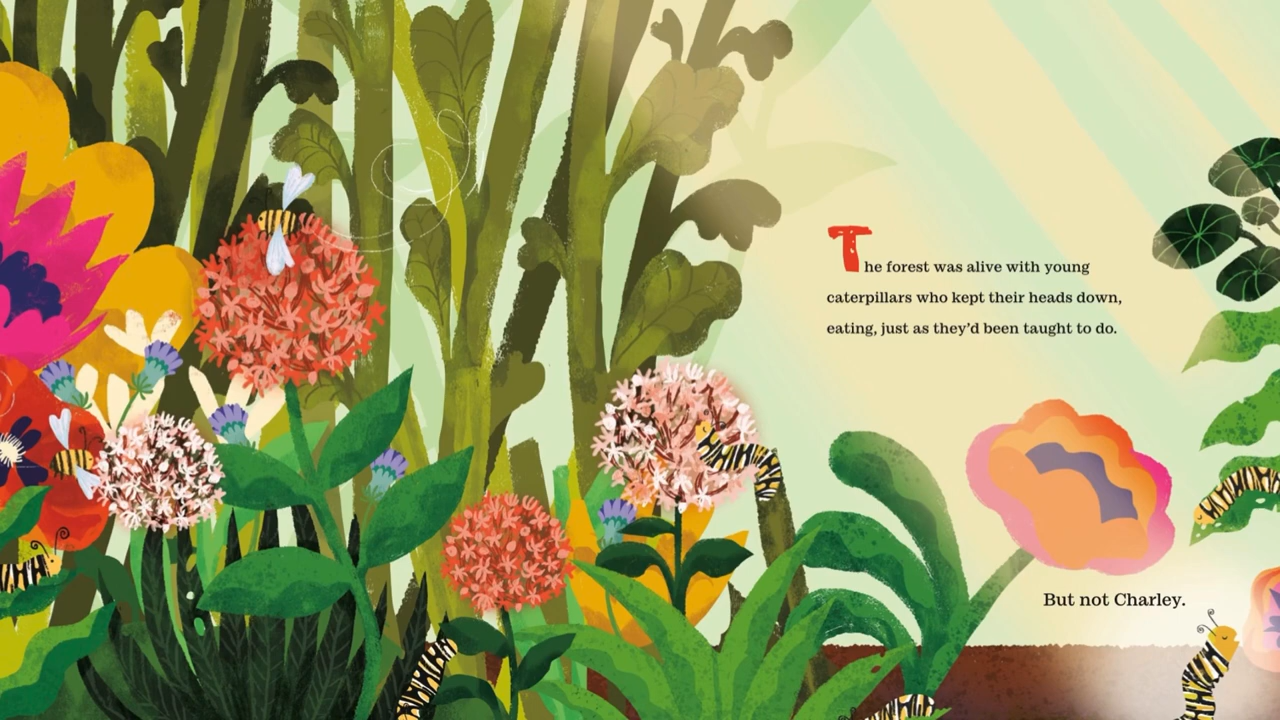 The forest was alive with young
caterpillars who kept their heads down,
eating, just as they’d been taught to do.
But not Charley.